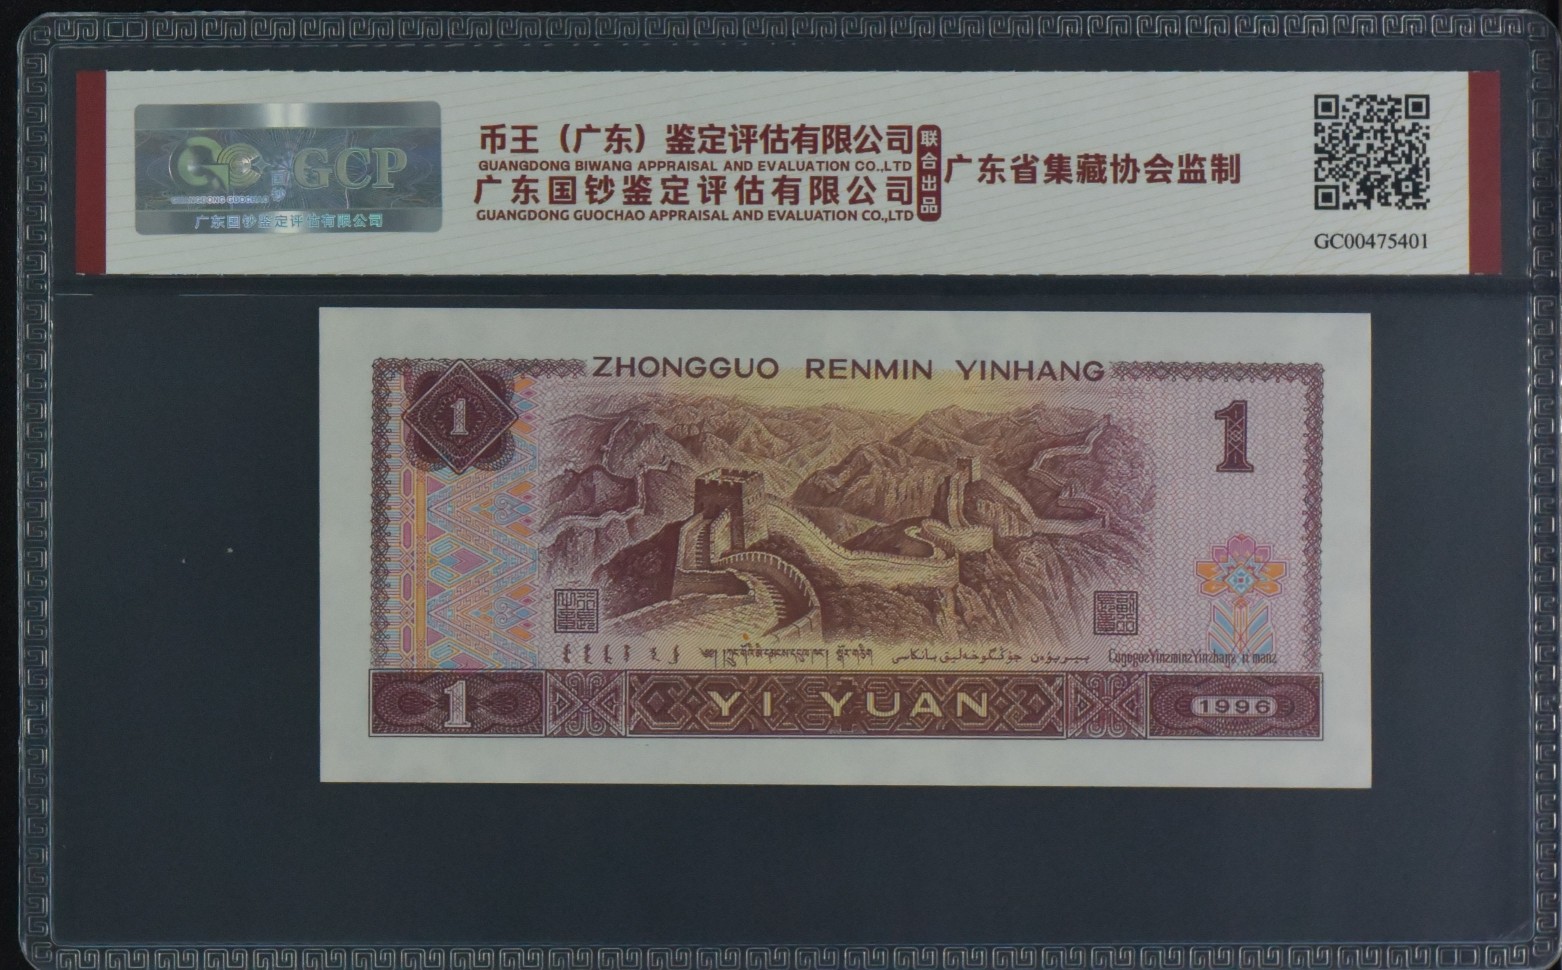 GCP
GUANGDONG GUOCHAO
广东国钞鉴定评估有限公司
币王（广东）鉴定评估有限公司
GUANGDONG BIWANG APPRAISAL AND EVALUATION CO.,LTD
广东国钞鉴定评估有限公司
GUANGDONG GUOCHAO APPRAISAL AND EVALUATION CO,,LTD
联合出品
广东省集藏协会监制
GC00475401
ZHONGGUO RENMIN YINHANG
1
1
1
YI YUAN
1996